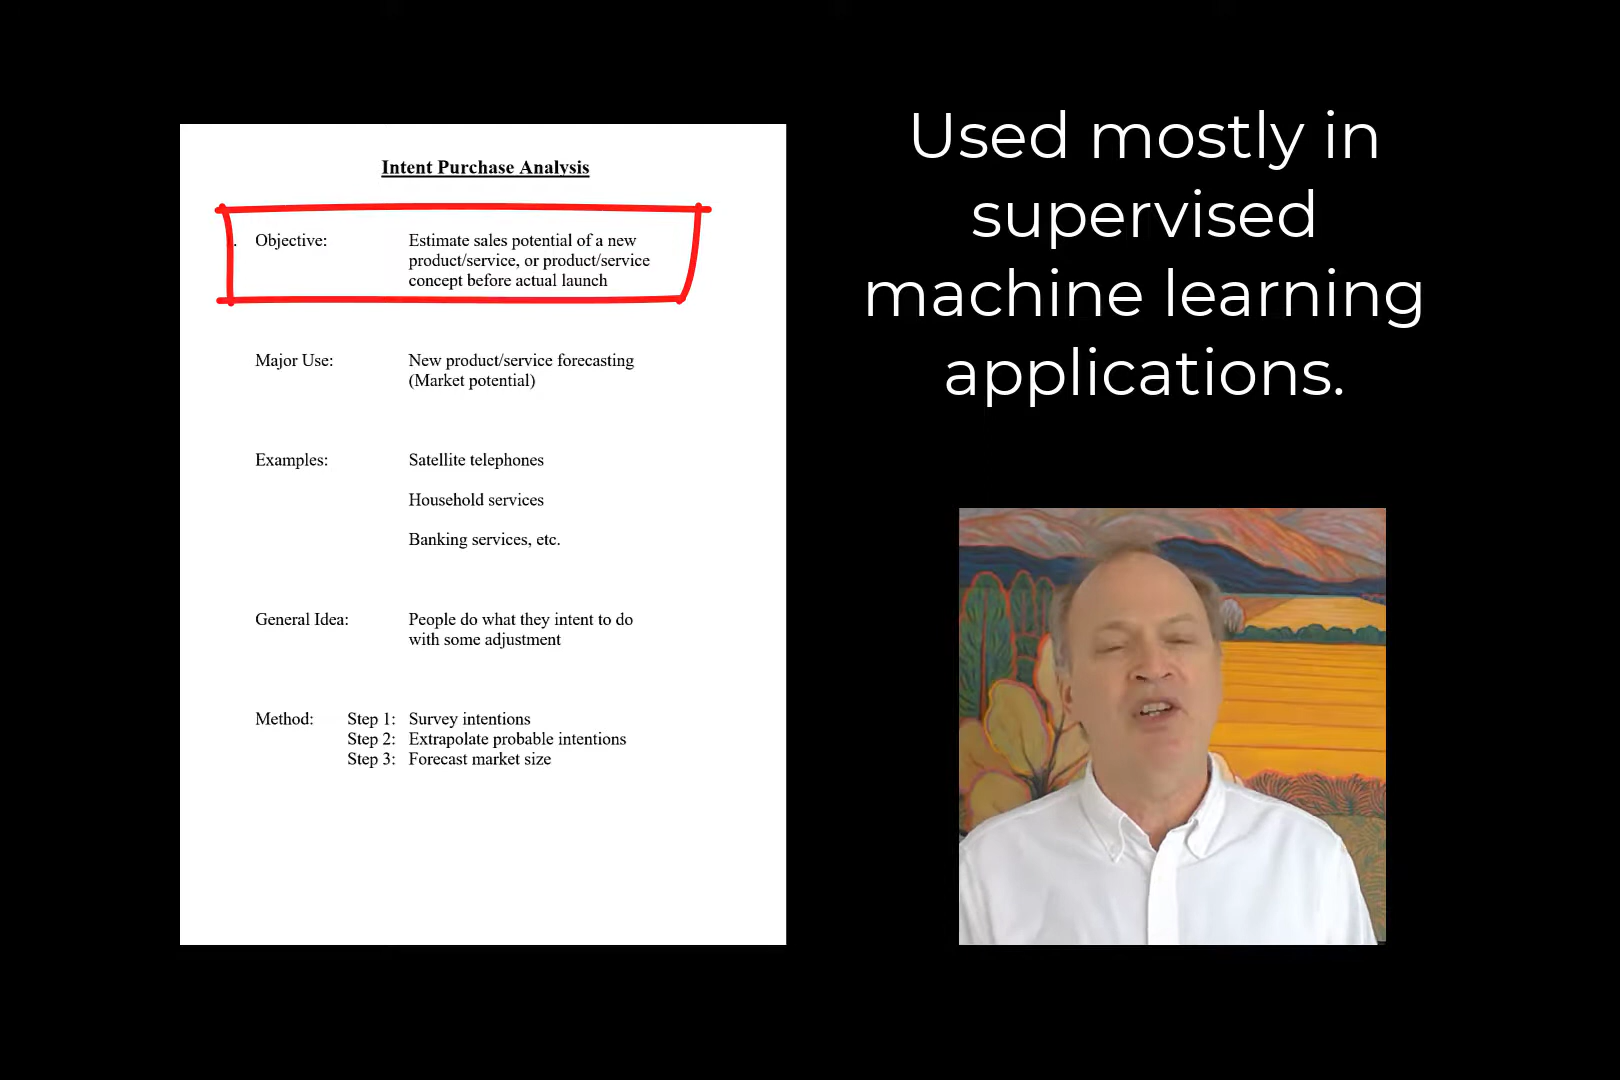 Intent Purchase Analysis
Objective: Estimate sales potential of a new
product/service, or product/service
concept before actual launch
Major Use: New product/service forecasting
(Market potential)
Examples: Satellite telephones
Household services
Banking services, etc.
General Idea: People do what they intent to do
with some adjustment
Method: Step 1: Survey intentions
Step 2: Extrapolate probable intentions
Step 3: Forecast market size
Used mostly in
supervised
machine learning
applications.